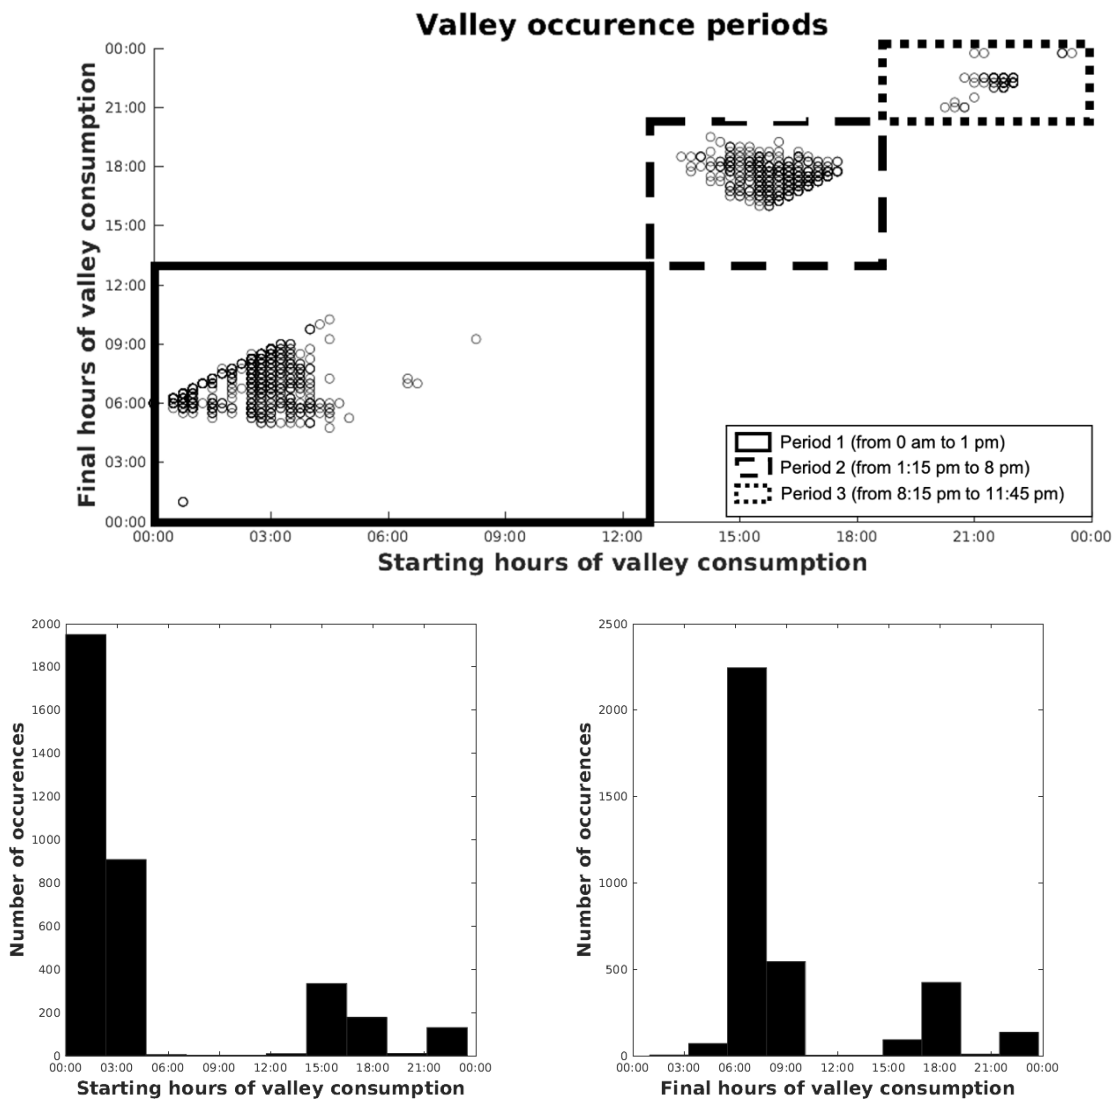 Valley occurence periods
Final hours of valley consumption
00:00
21:00
18:00
15:00
12:00
09:00
06:00
03:00
00:00
Period 1 (from 0 am to 1 pm)
Period 2 (from 1:15 pm to 8 pm)
Period 3 (from 8:15 pm to 11:45 pm)
00:00 03:00 06:00 09:00 12:00 15:00 18:00 21:00 00:00
Starting hours of valley consumption
Number of occurences
2000
1800
1600
1400
1200
1000
800
600
400
200
0
00:00 03:00 06:00 09:00 12:00 15:00 18:00 21:00 00:00
Starting hours of valley consumption
Number of occurences
2500
2000
1500
1000
500
0
00:00 03:00 06:00 09:00 12:00 15:00 18:00 21:00 00:00
Final hours of valley consumption